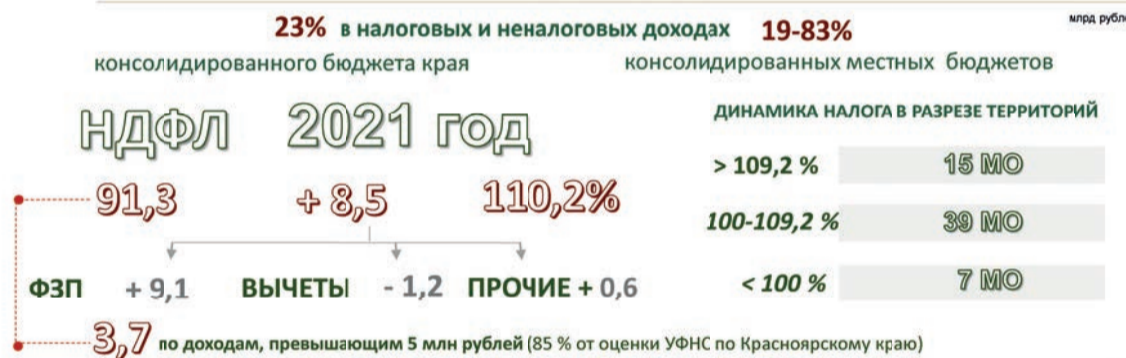 23% в налоговых и неналоговых доходах 19-83%
консолидированного бюджета края
консолидированных местных бюджетов
НДФЛ 2021 год
91,3 + 8,5 110,2%
ФЗП + 9,1 ВЫЧЕТЫ - 1,2 ПРОЧИЕ + 0,6
3,7 по доходам, превышающим 5 млн рублей (85 % от оценки УФНС по Красноярскому краю)
млрд
ДИНАМИКА НАЛОГА В РАЗРЕЗЕ ТЕРРИТОРИЙ
> 109,2 % 15 МО
100-109,2 % 39 МО
< 100 % 7 МО